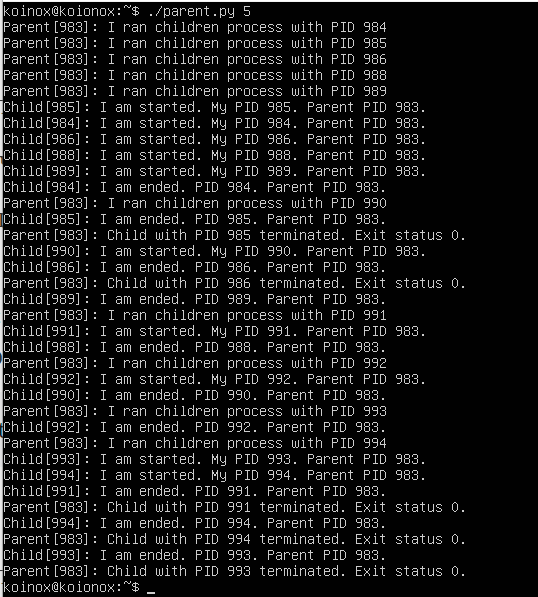 koinox@koionox:~$ ./parent.py 5
Parent[983]: I ran children process with PID 984
Parent[983]: I ran children process with PID 985
Parent[983]: I ran children process with PID 986
Parent[983]: I ran children process with PID 988
Parent[983]: I ran children process with PID 989
Child[985]: I am started. My PID 985. Parent PID 983.
Child[984]: I am started. My PID 984. Parent PID 983.
Child[986]: I am started. My PID 986. Parent PID 983.
Child[988]: I am started. My PID 988. Parent PID 983.
Child[989]: I am started. My PID 989. Parent PID 983.
Child[984]: I am ended. PID 984. Parent PID 983.
Parent[983]: I ran children process with PID 990
Child[985]: I am ended. PID 985. Parent PID 983.
Parent[983]: Child with PID 985 terminated. Exit status 0.
Child[990]: I am started. My PID 990. Parent PID 983.
Child[986]: I am ended. PID 986. Parent PID 983.
Parent[983]: Child with PID 986 terminated. Exit status 0.
Child[989]: I am ended. PID 989. Parent PID 983.
Parent[983]: I ran children process with PID 991
Child[991]: I am started. My PID 991. Parent PID 983.
Child[988]: I am ended. PID 988. Parent PID 983.
Parent[983]: I ran children process with PID 992
Child[992]: I am started. My PID 992. Parent PID 983.
Child[990]: I am ended. PID 990. Parent PID 983.
Parent[983]: I ran children process with PID 993
Child[992]: I am ended. PID 992. Parent PID 983.
Parent[983]: I ran children process with PID 994
Child[993]: I am started. My PID 993. Parent PID 983.
Child[994]: I am started. My PID 994. Parent PID 983.
Child[991]: I am ended. PID 991. Parent PID 983.
Parent[983]: Child with PID 991 terminated. Exit status 0.
Child[994]: I am ended. PID 994. Parent PID 983.
Parent[983]: Child with PID 994 terminated. Exit status 0.
Child[993]: I am ended. PID 993. Parent PID 983.
Parent[983]: Child with PID 993 terminated. Exit status 0.
koinox@koionox:~$ _